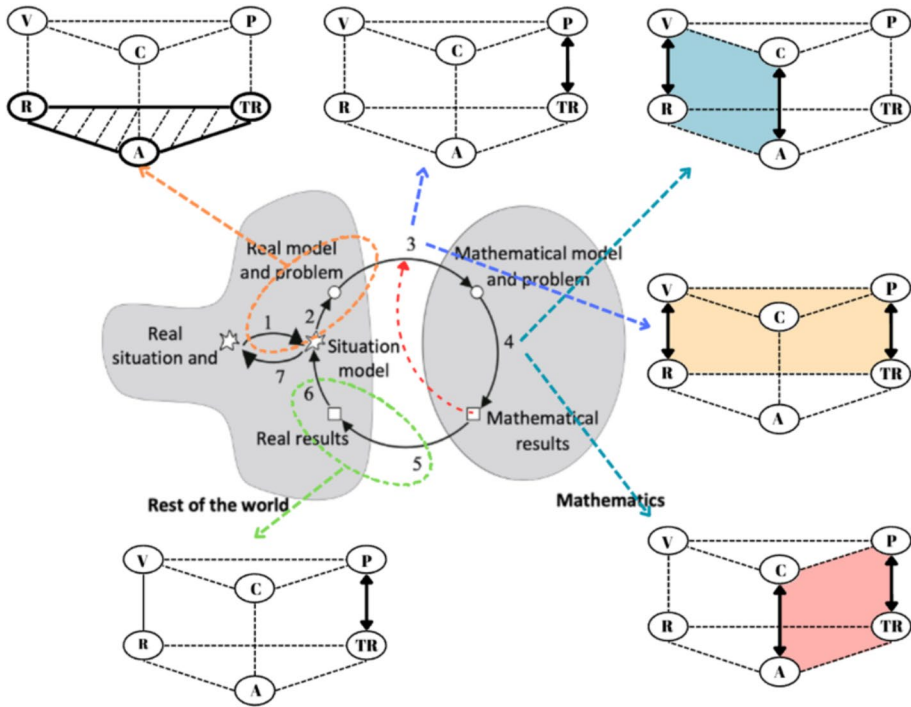 V
P
C
R
TR
A
V
P
C
R
TR
A
V
P
C
R
TR
A
Real model
and problem
3
Mathematical model
and problem
1
2
Real
situation and
Situation
model
7
4
6
Real results
Mathematical
results
5
Rest of the world
Mathematics
V
P
C
R
TR
A
V
P
C
R
TR
A
V
P
C
R
TR
A